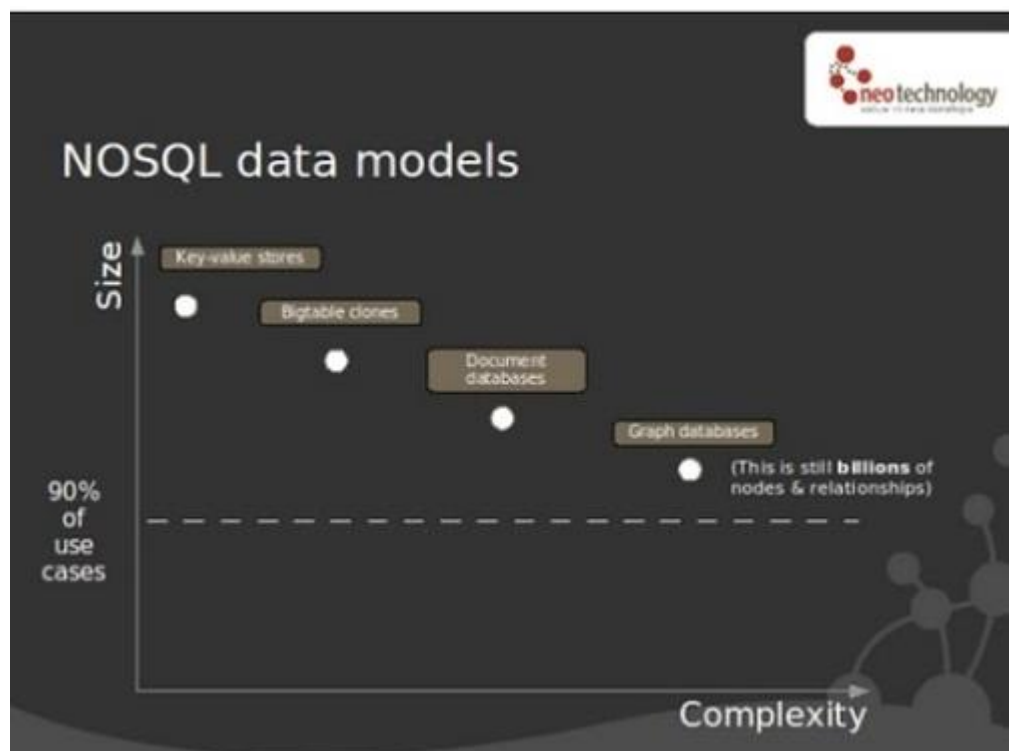 neotechnology
NOSQL data models
Size
Key-value stores
Bigtable clones
Document
databases
Graph databases
(This is still billions of
nodes & relationships)
90%
of
use
cases
Complexity